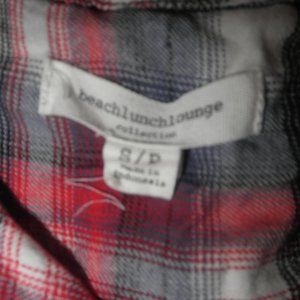 beachlunchlounge
collection
S/P
Made in
Indonesia